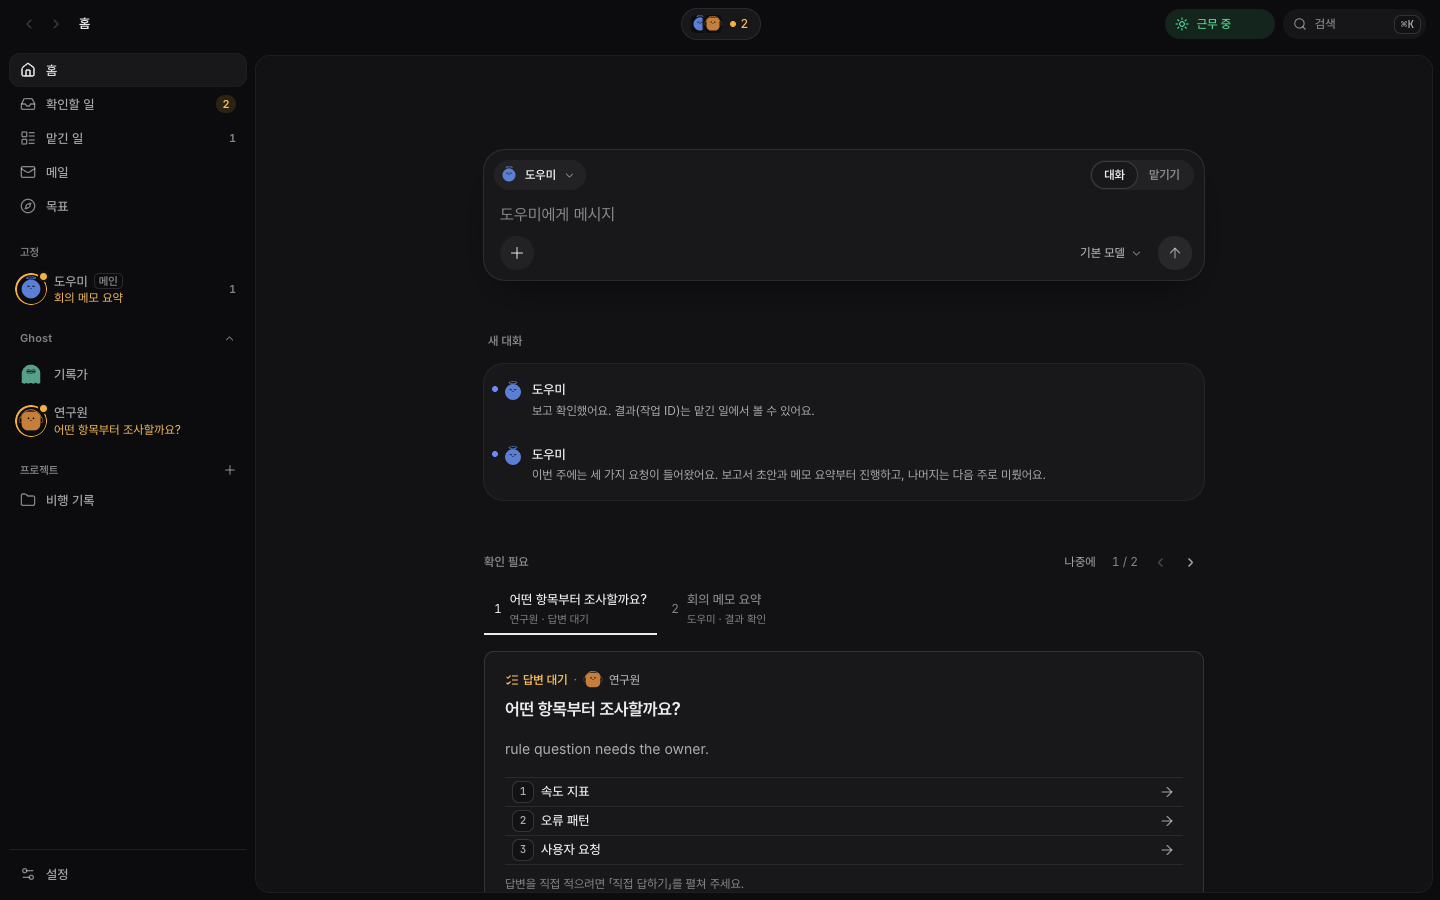 홈
2
근무 중
검색
⌘K
홈
확인할 일
2
맡긴 일
1
메일
목표
고정
도우미 메인
회의 메모 요약
1
Ghost
기록가
연구원
어떤 항목부터 조사할까요?
프로젝트
비행 기록
설정
도우미
대화
맡기기
도우미에게 메시지
기본 모델
새 대화
도우미
보고 확인했어요. 결과(작업 ID)는 맡긴 일에서 볼 수 있어요.
도우미
이번 주에는 세 가지 요청이 들어왔어요. 보고서 초안과 메모 요약부터 진행하고, 나머지는 다음 주로 미뤘어요.
확인 필요
나중에
1 / 2
1
어떤 항목부터 조사할까요?
연구원 · 답변 대기
2
회의 메모 요약
도우미 · 결과 확인
답변 대기 · 연구원
어떤 항목부터 조사할까요?
rule question needs the owner.
1 속도 지표
2 오류 패턴
3 사용자 요청
답변을 직접 적으려면 「직접 답하기」를 펼쳐 주세요.